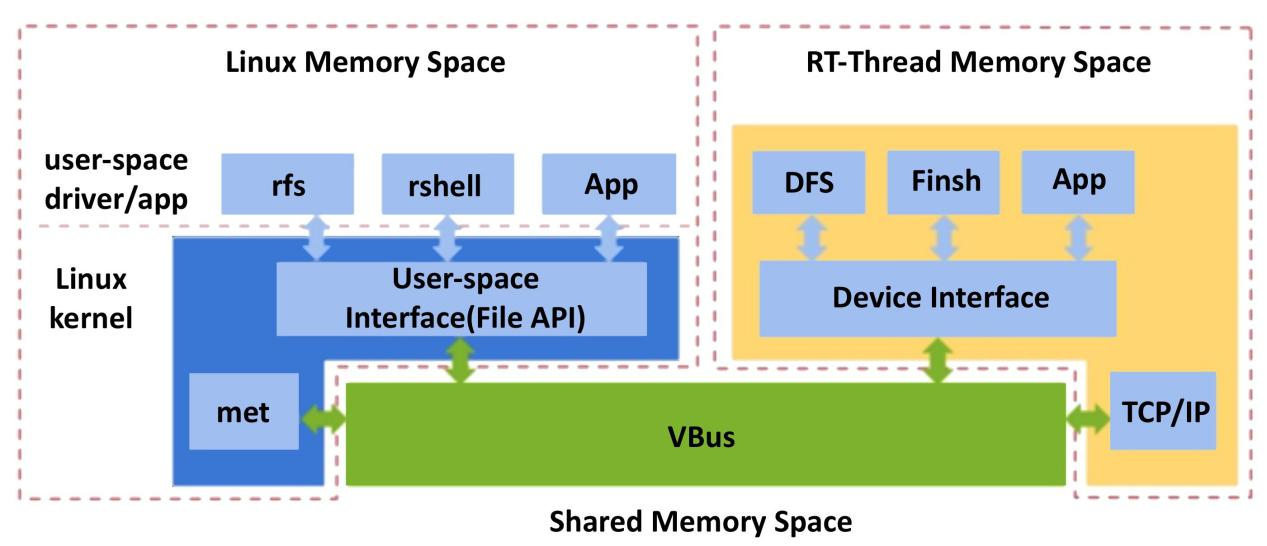 Linux Memory Space
RT-Thread Memory Space
user-space
driver/app
rfs
rshell
App
DFS
Finsh
App
Linux
kernel
User-space
Interface(File API)
Device Interface
met
TCP/IP
VBus
Shared Memory Space